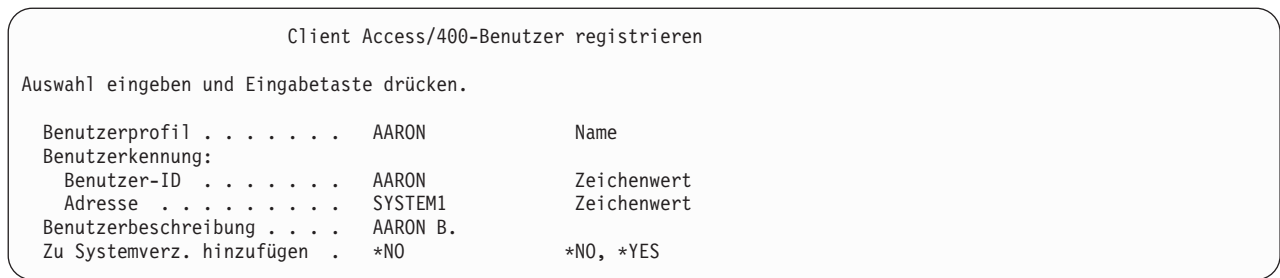 Client Access/400-Benutzer registrieren
Auswahl eingeben und Eingabetaste drücken.
Benutzerprofil . . . . . . . AARON Name
Benutzerkennung:
Benutzer-ID . . . . . . . AARON Zeichenwert
Adresse . . . . . . . . . SYSTEM1 Zeichenwert
Benutzerbeschreibung . . . . AARON B.
Zu Systemverz. hinzufügen . *NO *NO, *YES